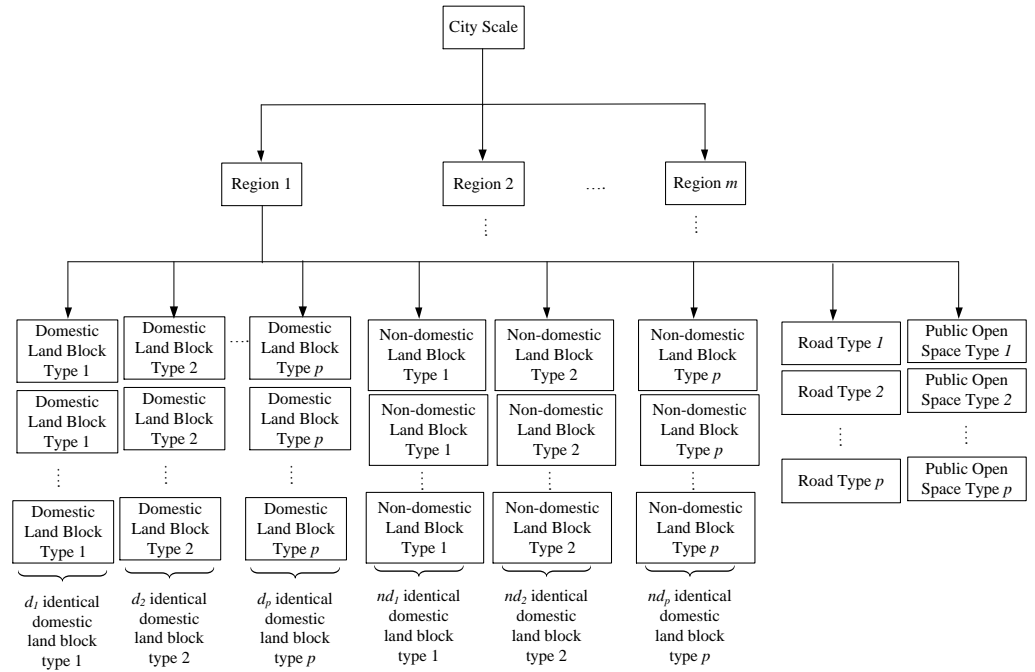 City Scale
Region 1
Region 2
....
Region m
Domestic
Land Block
Type 1
Domestic
Land Block
Type 2
Domestic
Land Block
Type p
Non-domestic
Land Block
Type 1
Non-domestic
Land Block
Type 2
Non-domestic
Land Block
Type p
Road Type 1
Public Open
Space Type 1
Domestic
Land Block
Type 1
Domestic
Land Block
Type 2
Domestic
Land Block
Type p
Non-domestic
Land Block
Type 1
Non-domestic
Land Block
Type 2
Non-domestic
Land Block
Type p
Road Type 2
Public Open
Space Type 2
Domestic
Land Block
Type 1
Domestic
Land Block
Type 2
Domestic
Land Block
Type p
Non-domestic
Land Block
Type 1
Non-domestic
Land Block
Type 2
Non-domestic
Land Block
Type p
Road Type p
Public Open
Space Type p
d1 identical
domestic
land block
type 1
d2 identical
domestic
land block
type 2
dp identical
domestic
land block
type p
nd1 identical
domestic
land block
type 1
nd2 identical
domestic
land block
type 2
ndp identical
domestic
land block
type p